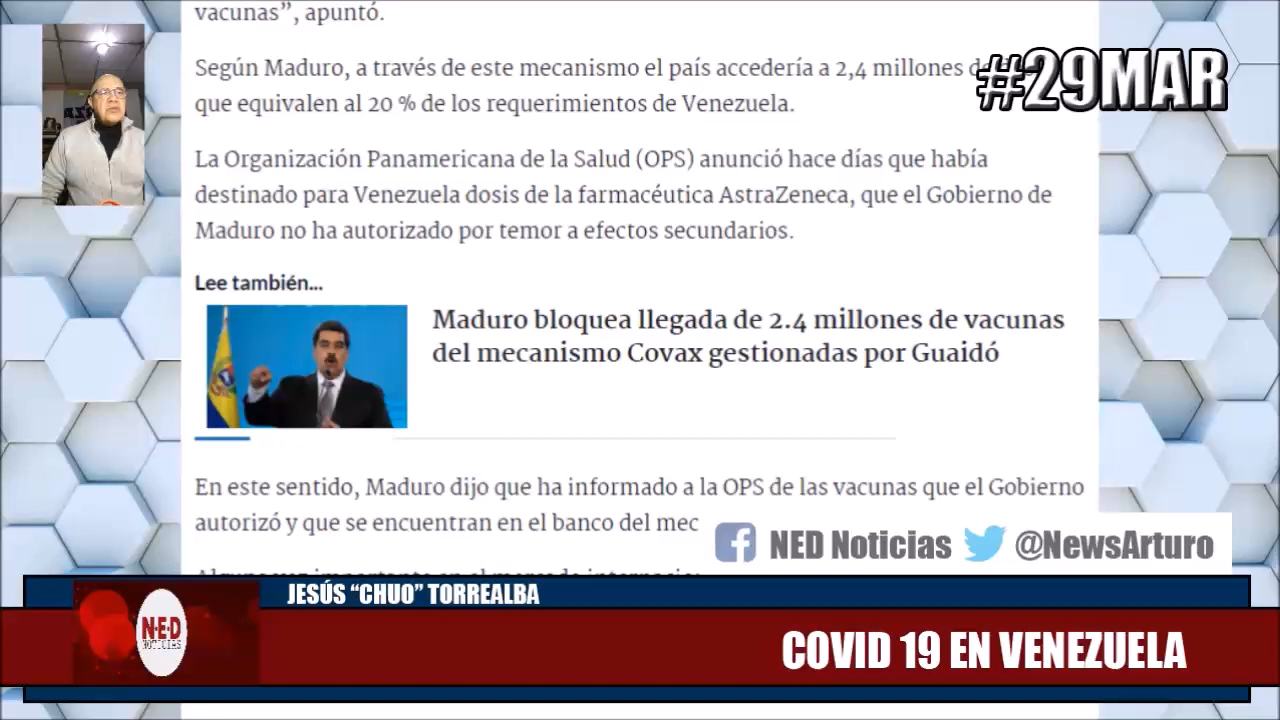 vacunas”, apuntó.
Según Maduro, a través de este mecanismo el país accedería a 2,4 millones
#29MAR
que equivalen al 20 % de los requerimientos de Venezuela.
La Organización Panamericana de la Salud (OPS) anunció hace días que había
destinado para Venezuela dosis de la farmacéutica AstraZeneca, que el Gobierno de
Maduro no ha autorizado por temor a efectos secundarios.
Lee también...
Maduro bloquea llegada de 2.4 millones de vacunas
del mecanismo Covax gestionadas por Guaidó
En este sentido, Maduro dijo que ha informado a la OPS de las vacunas que el Gobierno
autorizó y que se encuentran en el banco del mec
NED Noticias @NewsArturo
JESÚS “CHUO” TORREALBA
N·E·D
NOTICIAS
COVID 19 EN VENEZUELA